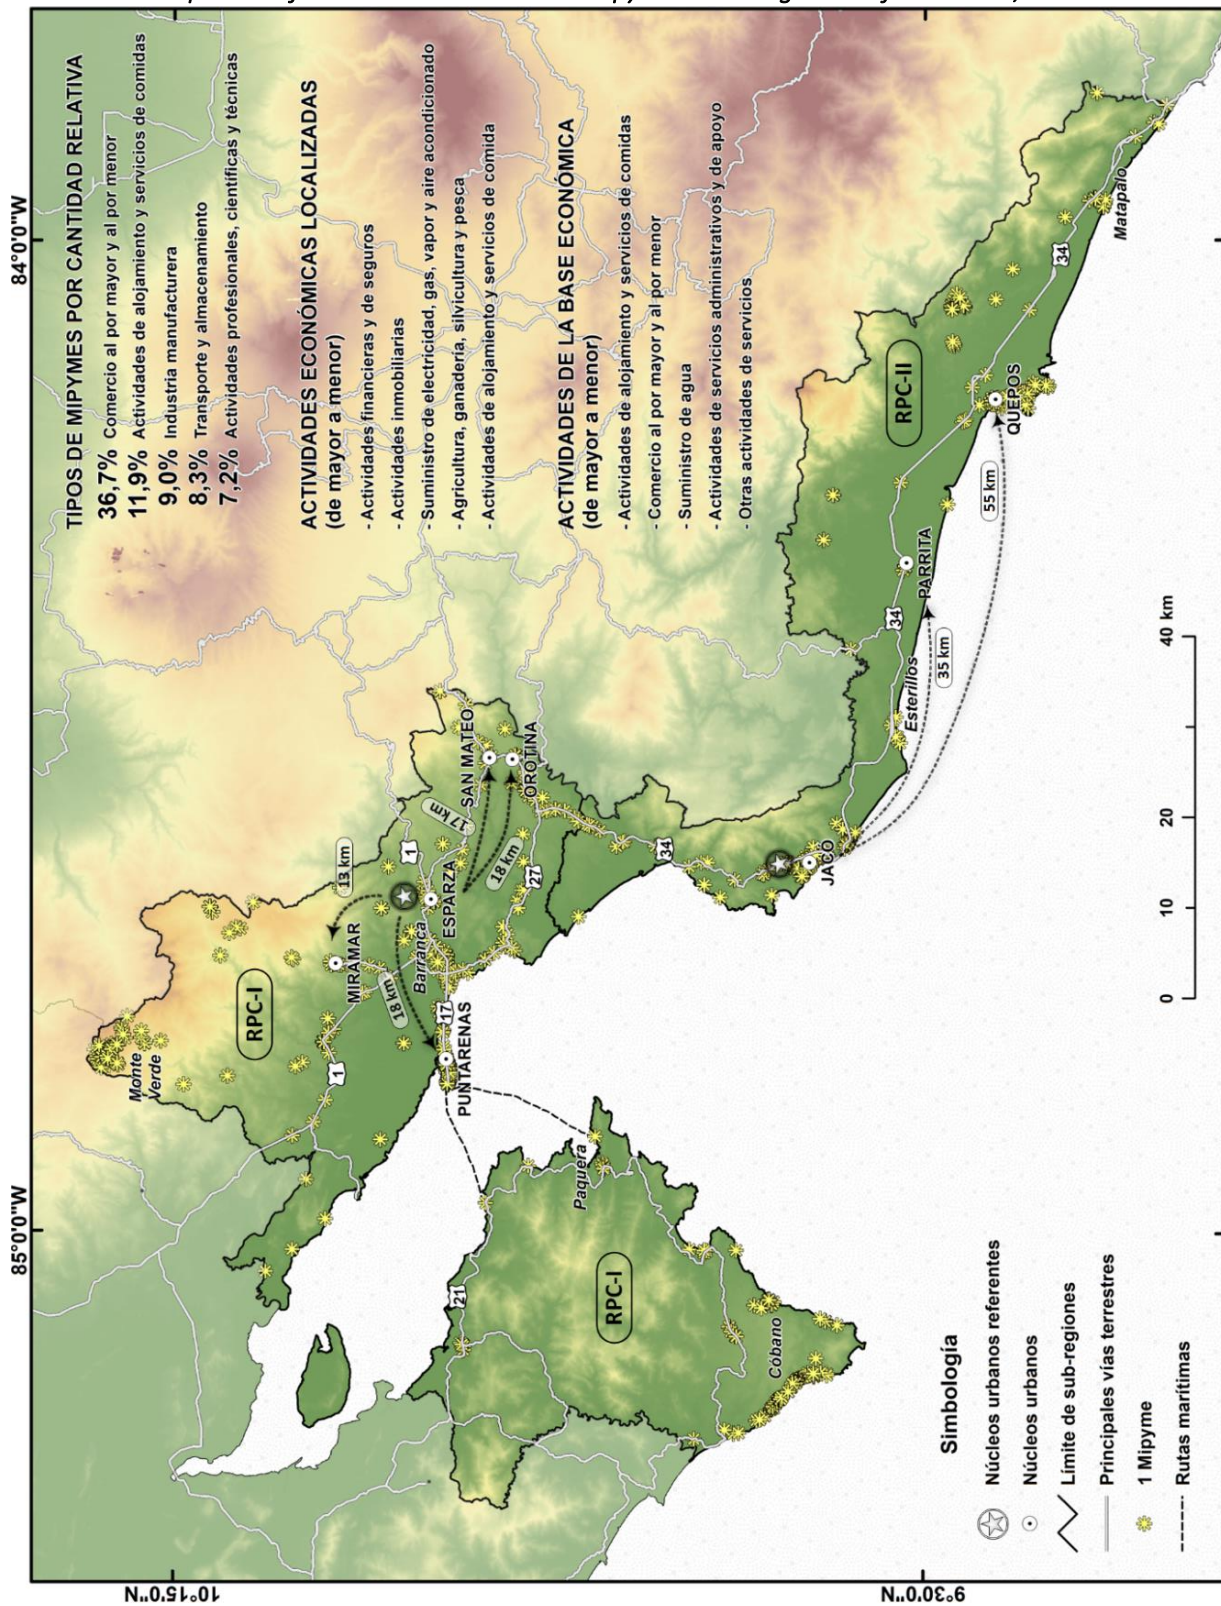 84°0'0"W
85°0'0"W
10°15'0"N
9°30'0"N
TIPOS DE MIPYMES POR CANTIDAD RELATIVA
36,7% Comercio al por mayor y al por menor
11,9% Actividades de alojamiento y servicios de comidas
9,0% Industria manufacturera
8,3% Transporte y almacenamiento
7,2% Actividades profesionales, científicas y técnicas
ACTIVIDADES ECONÓMICAS LOCALIZADAS
(de mayor a menor)
- Actividades financieras y de seguros
- Actividades inmobiliarias
- Suministro de electricidad, gas, vapor y aire acondicionado
- Agricultura, ganadería, silvicultura y pesca
- Actividades de alojamiento y servicios de comida
ACTIVIDADES DE LA BASE ECONÓMICA
(de mayor a menor)
- Actividades de alojamiento y servicios de comidas
- Comercio al por mayor y al por menor
- Suministro de agua
- Actividades de servicios administrativos y de apoyo
- Otras actividades de servicios
Monte
Verde
RPC-I
1
MIRAMAR
13 km
1
18 km
Barranca
ESPARZA
17 km
SAN MATEO
PUNTARENAS
17
18 km
OROTINA
27
21
Paquera
RPC-I
Cóbano
34
JACO
Esterillos
34
PARRITA
35 km
55 km
RPC-II
QUEPOS
34
Matapalo
Simbología
Núcleos urbanos referentes
Núcleos urbanos
Límite de sub-regiones
Principales vías terrestres
1 Mipyme
Rutas marítimas
0 10 20 40 km